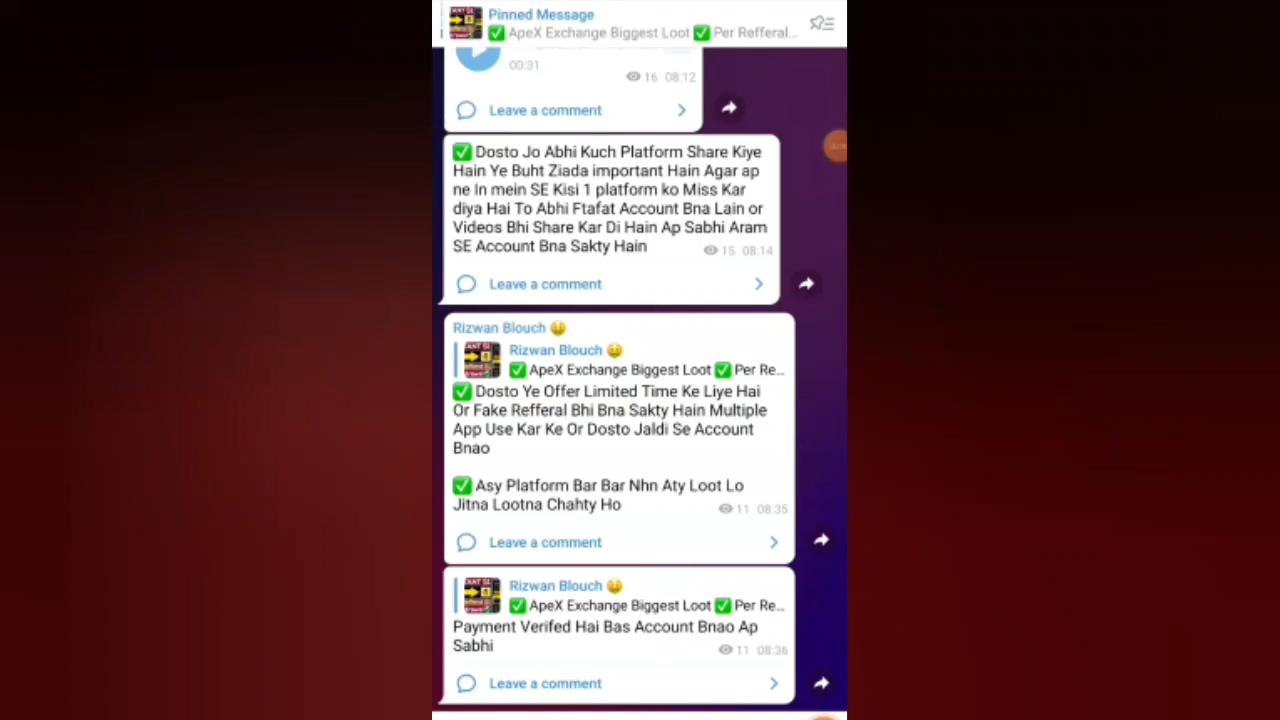 Pinned Message
✅ ApeX Exchange Biggest Loot ✅ Per Refferal...
00:31
16 08:12
Leave a comment
✅ Dosto Jo Abhi Kuch Platform Share Kiye
Hain Ye Buht Ziada important Hain Agar ap
ne In mein SE Kisi 1 platform ko Miss Kar
diya Hai To Abhi Ftafat Account Bna Lain or
Videos Bhi Share Kar Di Hain Ap Sabhi Aram
SE Account Bna Sakty Hain
15 08:14
Leave a comment
Rizwan Blouch 🤑
Rizwan Blouch 🤑
✅ ApeX Exchange Biggest Loot ✅ Per Re...
✅ Dosto Ye Offer Limited Time Ke Liye Hai
Or Fake Refferal Bhi Bna Sakty Hain Multiple
App Use Kar Ke Or Dosto Jaldi Se Account
Bnao
✅ Asy Platform Bar Bar Nhn Aty Loot Lo
Jitna Lootna Chahty Ho
11 08:35
Leave a comment
Rizwan Blouch 🤑
✅ ApeX Exchange Biggest Loot ✅ Per Re...
Payment Verifed Hai Bas Account Bnao Ap
Sabhi
11 08:36
Leave a comment